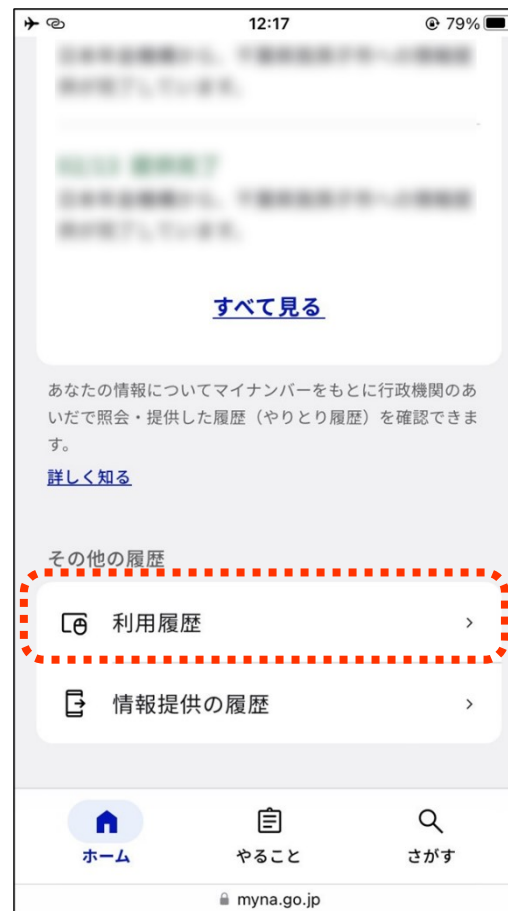 12:17
79%
すべて見る
あなたの情報についてマイナンバーをもとに行政機関のあ
いだで照会・提供した履歴（やりとり履歴）を確認できま
す。
詳しく知る
その他の履歴
利用履歴
情報提供の履歴
ホーム
やること
さがす
myna.go.jp